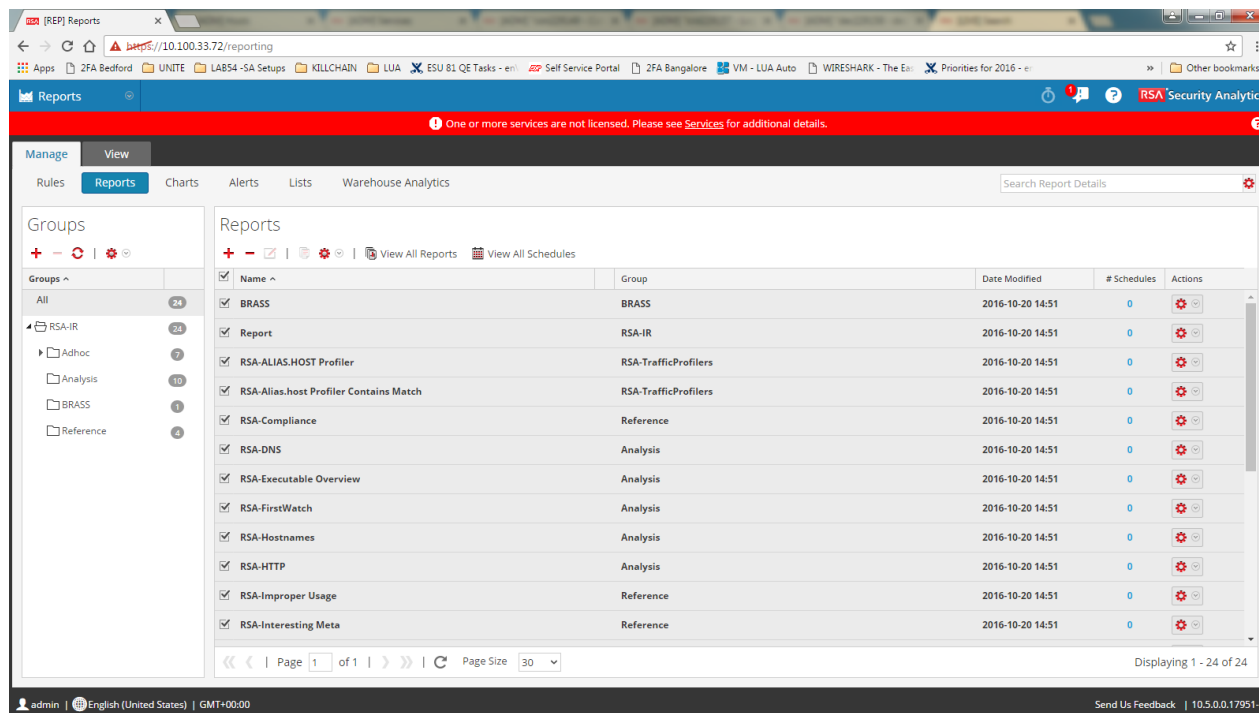 RSA [REP] Reports
https://10.100.33.72/reporting
Apps 2FA Bedford UNITE LAB54 -SA Setups KILLCHAIN LUA ESU 81 QE Tasks - en\ Self Service Portal 2FA Bangalore VM - LUA Auto WIRESHARK - The Eas Priorities for 2016 - en » Other bookmarks
Reports 1 ? RSA Security Analytic
One or more services are not licensed. Please see Services for additional details.
Manage View
Rules Reports Charts Alerts Lists Warehouse Analytics Search Report Details
Groups
Groups
All 24
RSA-IR 24
Adhoc 7
Analysis 10
BRASS 1
Reference 4
Reports
View All Reports View All Schedules
Name Group Date Modified # Schedules Actions
BRASS BRASS 2016-10-20 14:51 0
Report RSA-IR 2016-10-20 14:51 0
RSA-ALIAS.HOST Profiler RSA-TrafficProfilers 2016-10-20 14:51 0
RSA-Alias.host Profiler Contains Match RSA-TrafficProfilers 2016-10-20 14:51 0
RSA-Compliance Reference 2016-10-20 14:51 0
RSA-DNS Analysis 2016-10-20 14:51 0
RSA-Executable Overview Analysis 2016-10-20 14:51 0
RSA-FirstWatch Analysis 2016-10-20 14:51 0
RSA-Hostnames Analysis 2016-10-20 14:51 0
RSA-HTTP Analysis 2016-10-20 14:51 0
RSA-Improper Usage Reference 2016-10-20 14:51 0
RSA-Interesting Meta Reference 2016-10-20 14:51 0
Page 1 of 1 Page Size 30 Displaying 1 - 24 of 24
admin | English (United States) | GMT+00:00 Send Us Feedback | 10.5.0.0.17951-